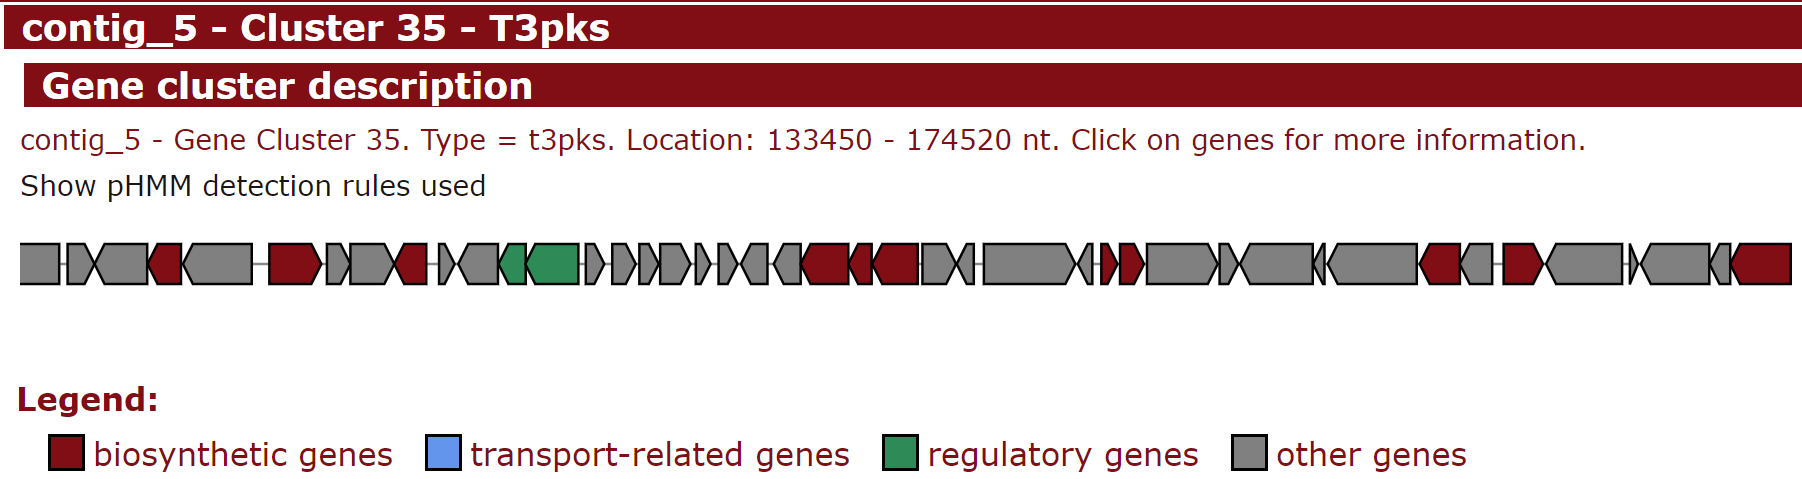 contig_5 – Cluster 35 – T3pks
Gene cluster description
contig_5 - Gene Cluster 35. Type = t3pks. Location: 133450 - 174520 nt. Click on genes for more information.
Show pHMM detection rules used
Legend:
biosynthetic genes transport-related genes regulatory genes other genes